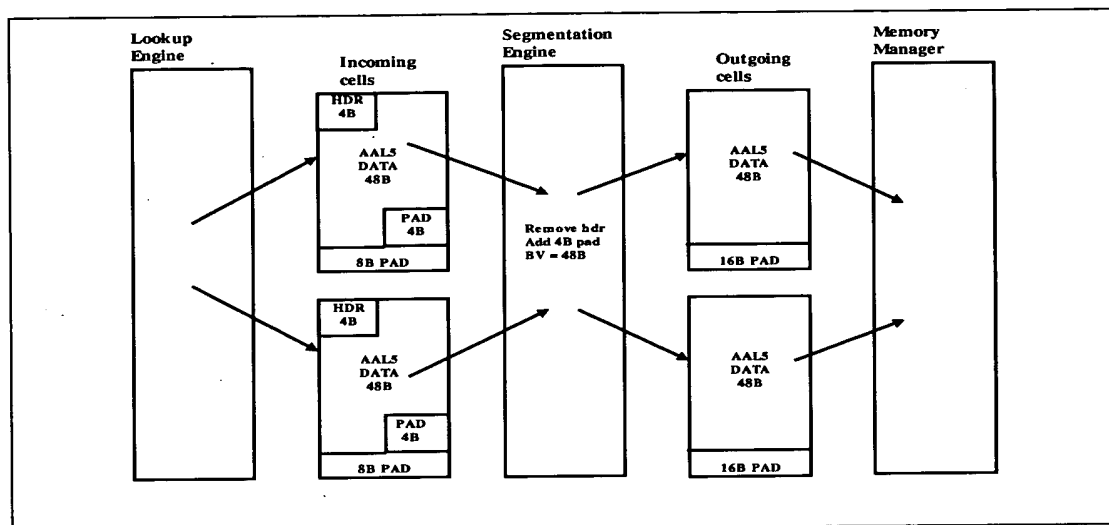 Lookup
Engine
Incoming
cells
Segmentation
Engine
Outgoing
cells
Memory
Manager
HDR
4B
AAL5
DATA
48B
PAD
4B
8B PAD
HDR
4B
AAL5
DATA
48B
PAD
4B
8B PAD
Remove hdr
Add 4B pad
BV = 48B
AAL5
DATA
48B
16B PAD
AAL5
DATA
48B
16B PAD